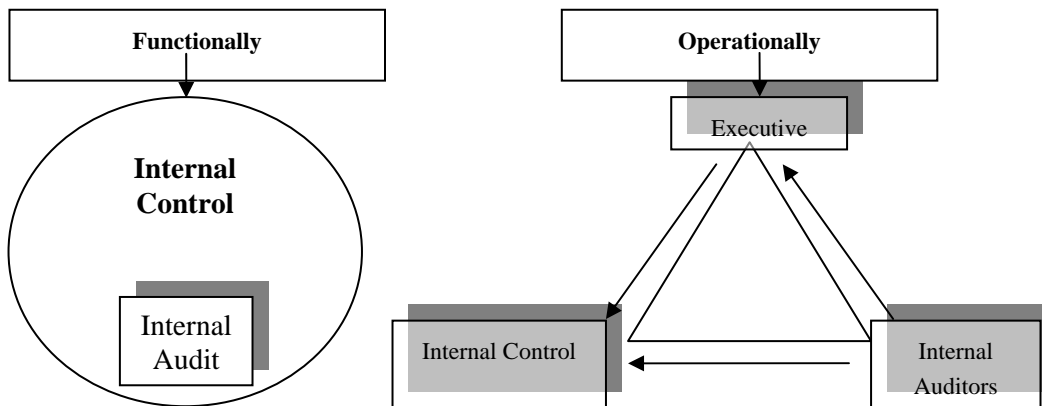 Functionally
Internal
Control
Internal
Audit
Operationally
Executive
Internal Control
Internal
Auditors